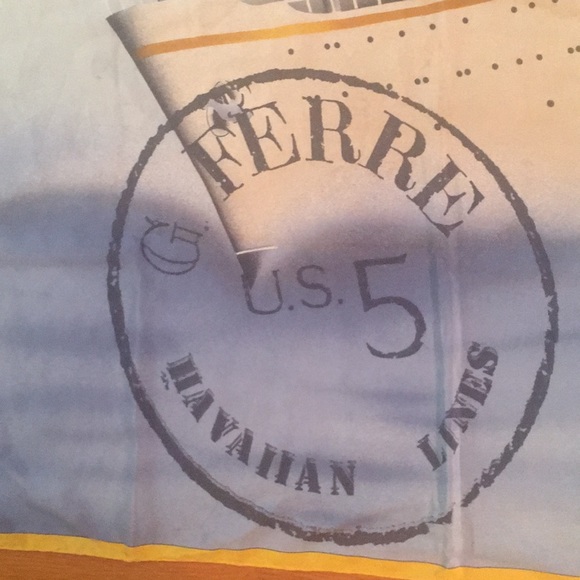 G. FERRE
U.S. 5
HAVAIIAN LINES